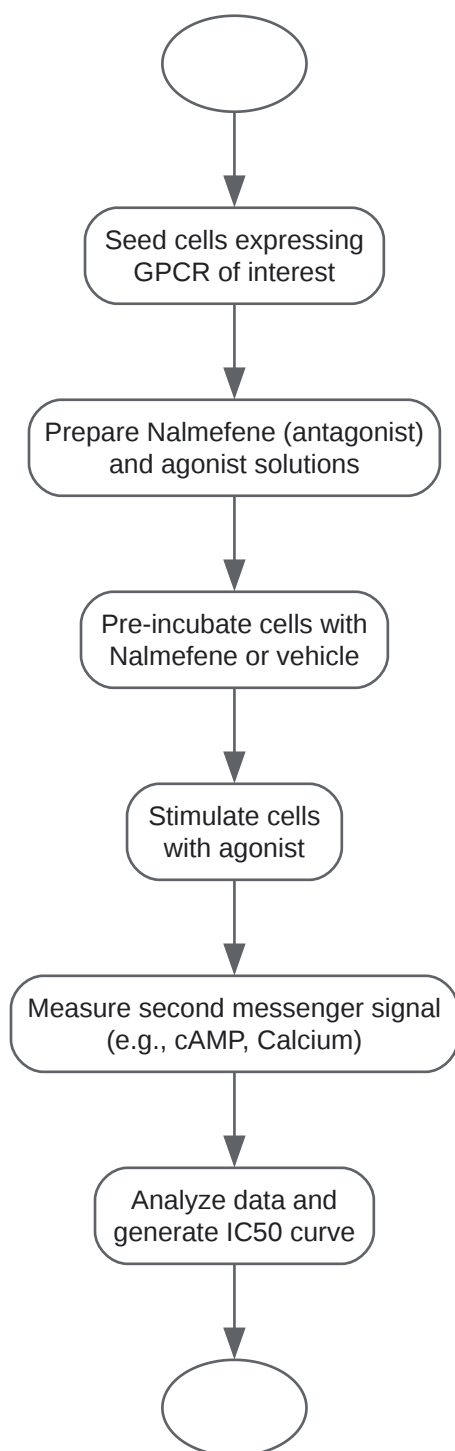 Seed cells expressing
GPCR of interest
Prepare Nalmefene (antagonist)
and agonist solutions
Pre-incubate cells with
Nalmefene or vehicle
Stimulate cells
with agonist
Measure second messenger signal
(e.g., cAMP, Calcium)
Analyze data and
generate IC50 curve